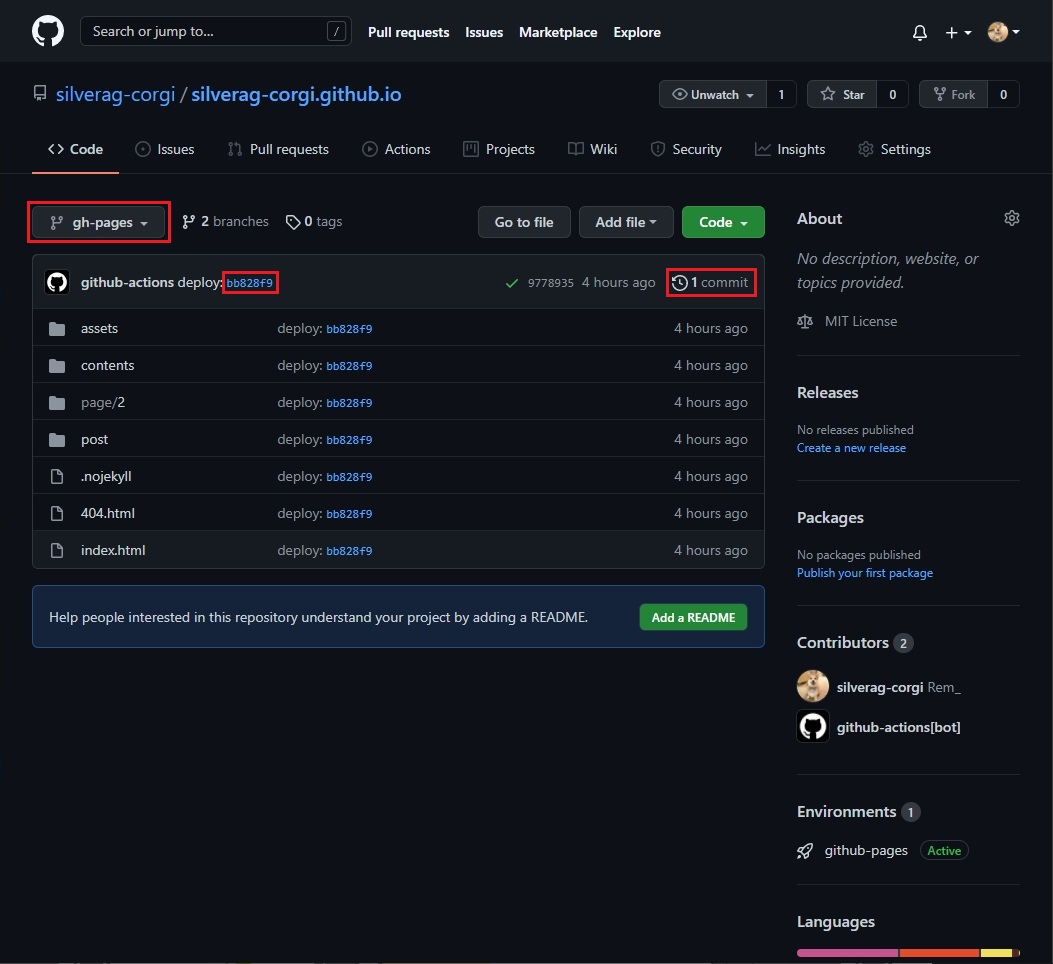 Search or jump to... /
Pull requests Issues Marketplace Explore
silverag-corgi / silverag-corgi.github.io
Unwatch 1 Star 0 Fork 0
Code Issues Pull requests Actions Projects Wiki Security Insights Settings
gh-pages 2 branches 0 tags Go to file Add file Code
github-actions deploy: bb828f9 9778935 4 hours ago 1 commit
assets deploy: bb828f9 4 hours ago
contents deploy: bb828f9 4 hours ago
page/2 deploy: bb828f9 4 hours ago
post deploy: bb828f9 4 hours ago
.nojekyll deploy: bb828f9 4 hours ago
404.html deploy: bb828f9 4 hours ago
index.html deploy: bb828f9 4 hours ago
Help people interested in this repository understand your project by adding a README. Add a README
About
No description, website, or
topics provided.
MIT License
Releases
No releases published
Create a new release
Packages
No packages published
Publish your first package
Contributors 2
silverag-corgi Rem_
github-actions[bot]
Environments 1
github-pages Active
Languages